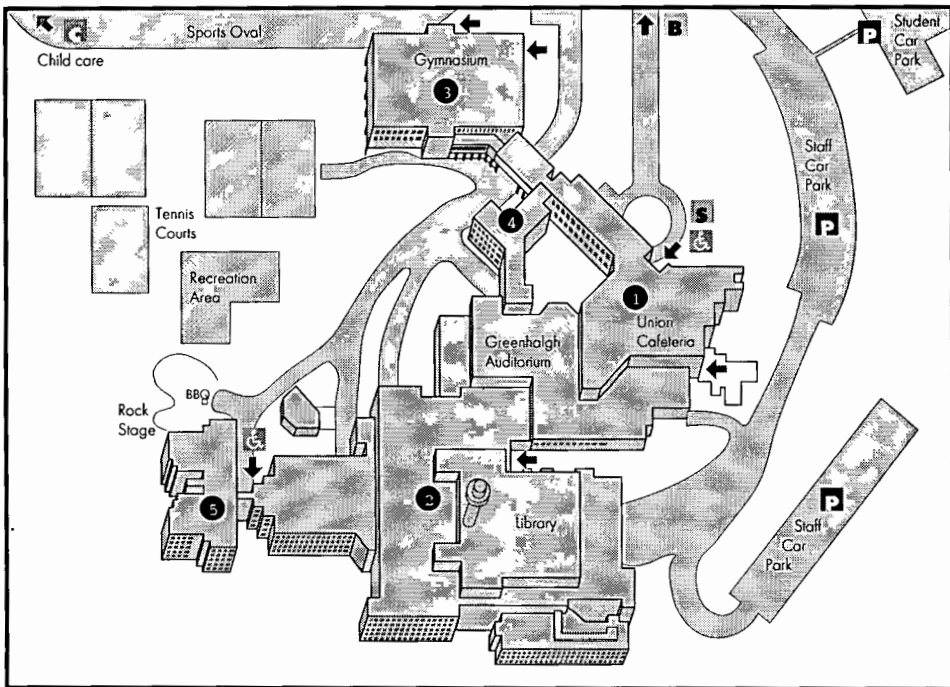 Sports Oval
Child care
Gymnasium
3
B
P
Student
Car
Park
Staff
Car
Park
P
Tennis
Courts
4
S
Recreation
Area
1
Union
Cafeteria
Greenhalgh
Auditorium
BBQ
Rock
Stage
2
5
Library
P
Staff
Car
Park